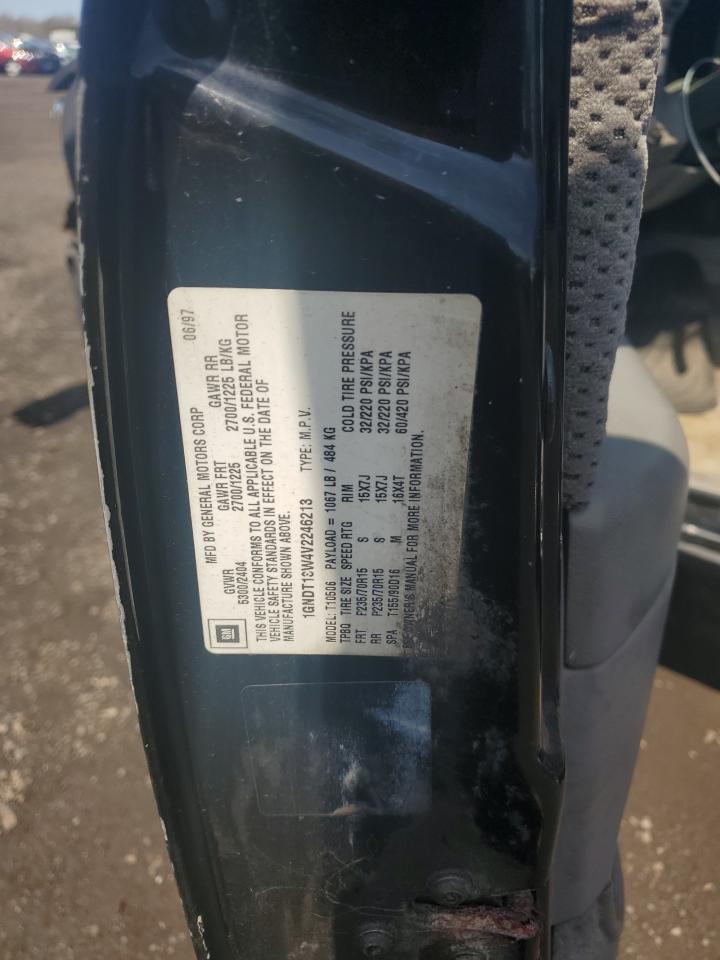 MFD BY GENERAL MOTORS CORP 06/97
GVWR GAWR FRT GAWR RR
5300/2404 2700/1225 2700/1225 LB/KG
THIS VEHICLE CONFORMS TO ALL APPLICABLE U.S. FEDERAL MOTOR
VEHICLE SAFETY STANDARDS IN EFFECT ON THE DATE OF
MANUFACTURE SHOWN ABOVE.
GM
1GNDT13W4V2246213 TYPE: M.P.V.
MODEL: T10506 PAYLOAD = 1067 LB / 484 KG
TPBQ TIRE SIZE SPEED RTG RIM COLD TIRE PRESSURE
FRT P235/70R15 S 15X7J 32/220 PSI/KPA
RR P235/70R15 S 15X7J 32/220 PSI/KPA
SPA T165/90D16 M 16X4T 60/420 PSI/KPA
OWNER'S MANUAL FOR MORE INFORMATION.